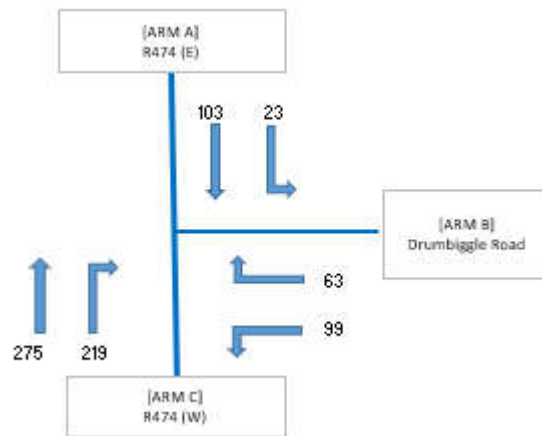 [ARM A]
R474 (E)
103
23
[ARM B]
Drumbiggle Road
63
99
275
219
[ARM C]
R474 (W)